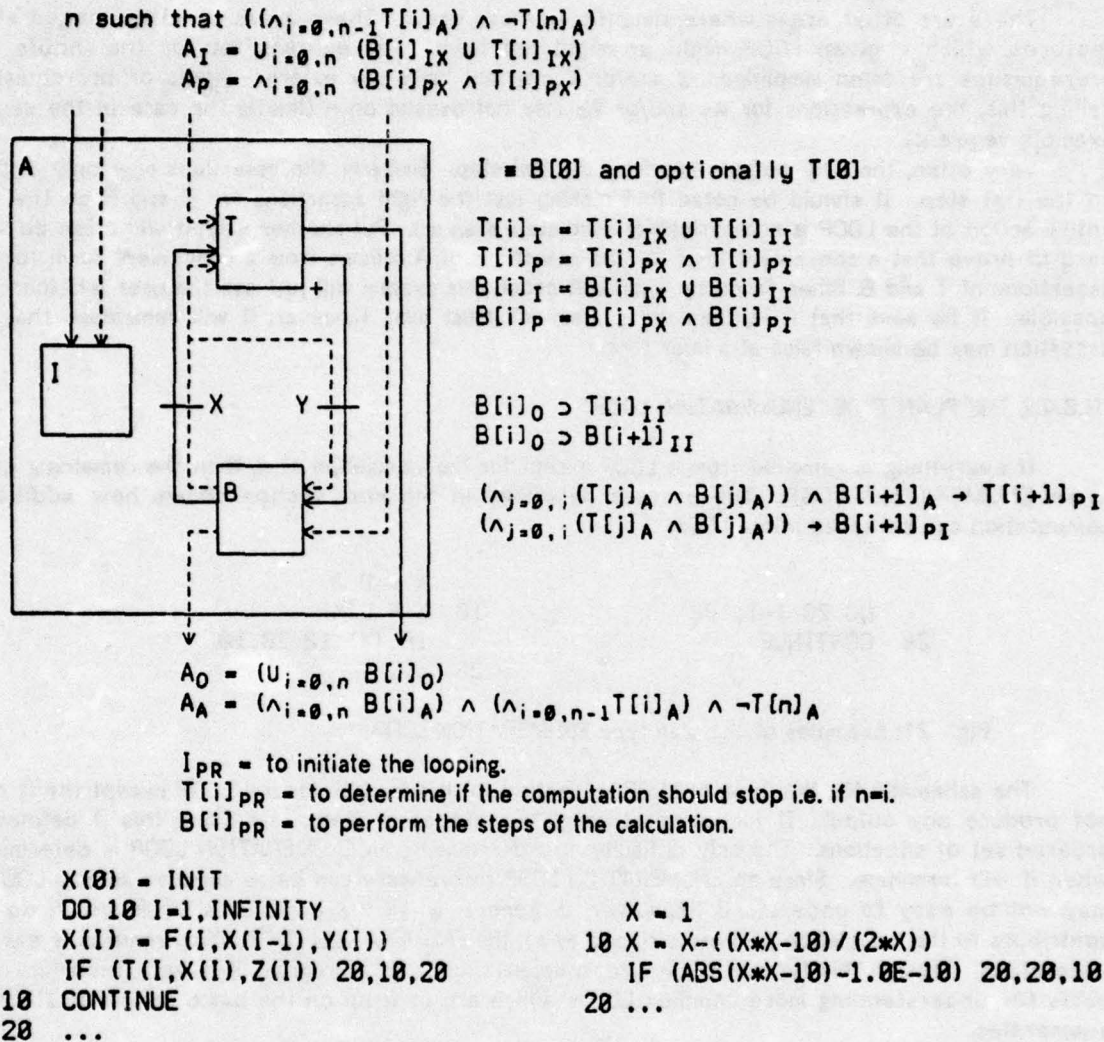 n such that (∧i=0,n-1 T[i]A) ∧ ¬T[n]A
AI = Ui=0,n (B[i]IX U T[i]IX)
AP = ∧i=0,n (B[i]PX ∧ T[i]PX)
A
I ≡ B[0] and optionally T[0]
T
- +
T[i]I = T[i]IX U T[i]II
T[i]P = T[i]PX ∧ T[i]PI
B[i]I = B[i]IX U B[i]II
B[i]P = B[i]PX ∧ B[i]PI
I
X Y
B[i]O ⊃ T[i]II
B[i]O ⊃ B[i+1]II
B
(∧j=0,i(T[j]A ∧ B[j]A)) ∧ B[i+1]A → T[i+1]PI
(∧j=0,i(T[j]A ∧ B[j]A)) → B[i+1]PI
AO = (Ui=0,n B[i]O)
AA = (∧i=0,n B[i]A) ∧ (∧i=0,n-1T[i]A) ∧ ¬T[n]A
IPR = to initiate the looping.
T[i]PR = to determine if the computation should stop i.e. if n=i.
B[i]PR = to perform the steps of the calculation.
X(0) = INIT
DO 10 I=1,INFINITY
X(I) = F(I,X(I-1),Y(I))
IF (T(I,X(I),Z(I)) 20,10,20
10 CONTINUE
20 ...
X = 3
10 X = X-((X*X-10)/(2*X))
IF (ABS(X*X-10)-1.0E-10) 20,20,10
20 ...